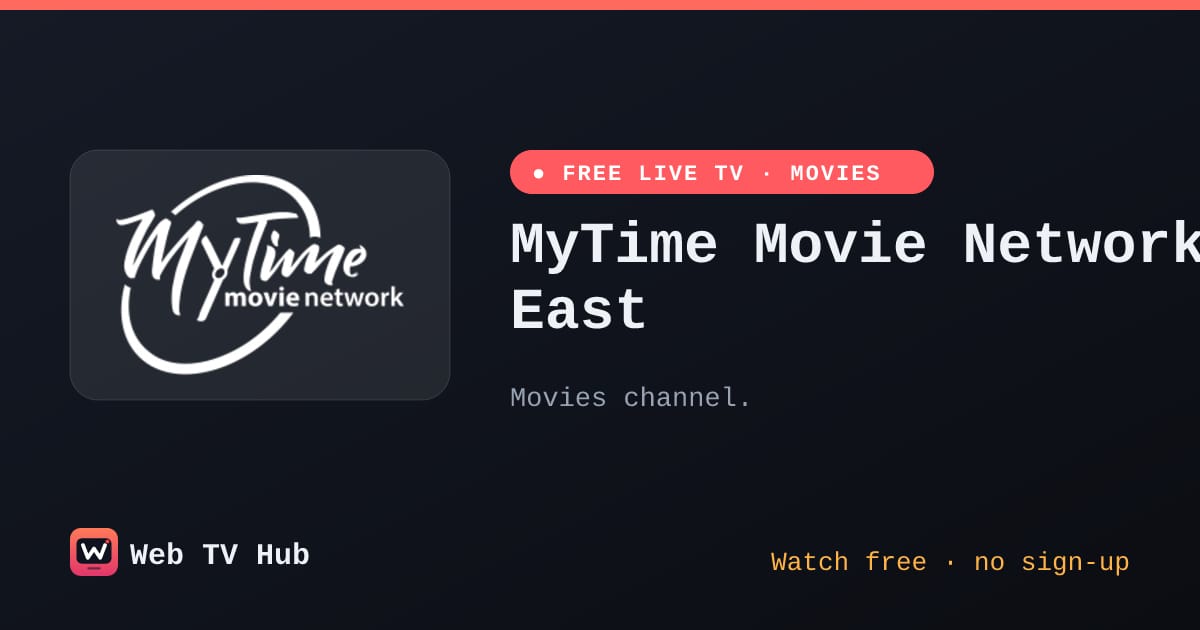 MyTime
movie network
• FREE LIVE TV · MOVIES
MyTime Movie Network
East
Movies channel.
W
Web TV Hub
Watch free · no sign-up